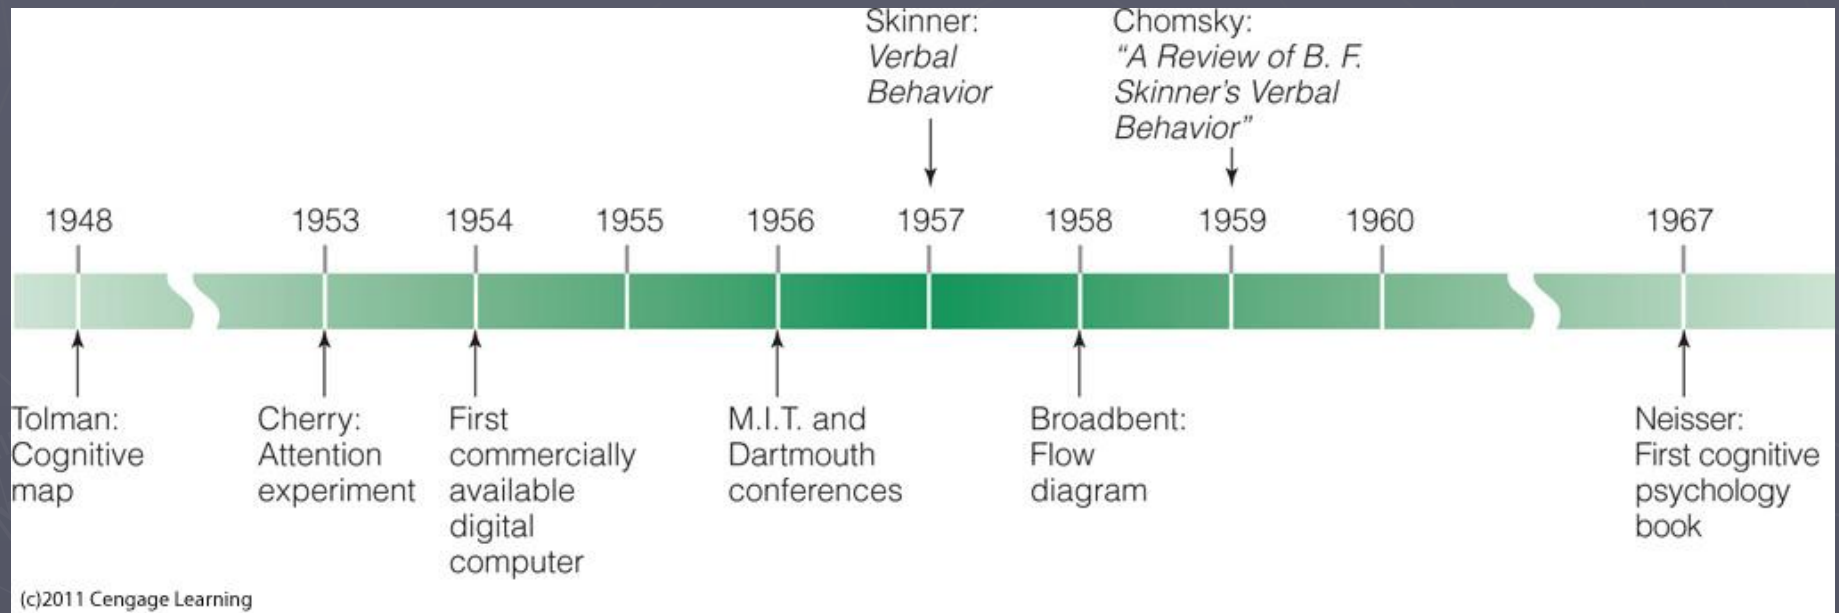 Skinner:
Verbal
Behavior
Chomsky:
“A Review of B. F.
Skinner’s Verbal
Behavior”
1948
1953
1954
1955
1956
1957
1958
1959
1960
1967
Tolman:
Cognitive
map
Cherry:
Attention
experiment
First
commercially
available
digital
computer
M.I.T. and
Dartmouth
conferences
Broadbent:
Flow
diagram
Neisser:
First cognitive
psychology
book
(c)2011 Cengage Learning